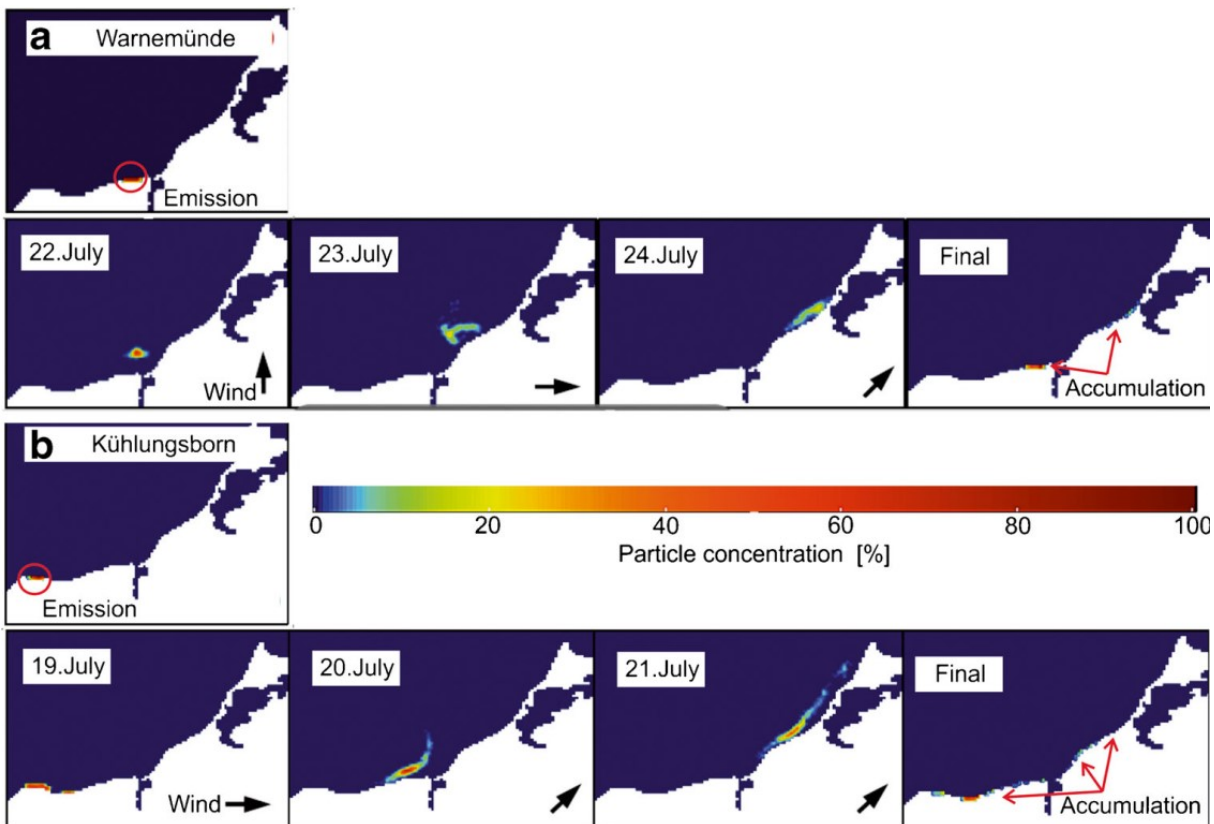 a Warnemünde
Emission
22.July
23.July
24.July
Final
Wind
Accumulation
b Kühlungsborn
0 20 40 60 80 100
Particle concentration [%]
Emission
19.July
20.July
21.July
Final
Wind
Accumulation